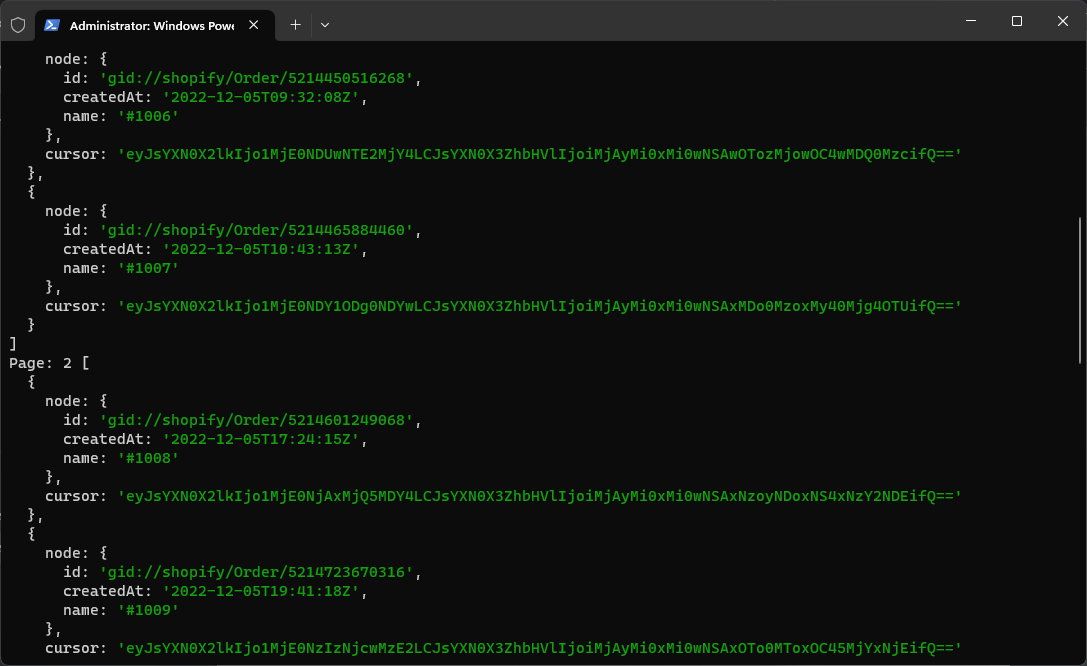 Administrator: Windows Powe
node: {
id: 'gid://shopify/Order/5214450516268',
createdAt: '2022-12-05T09:32:08Z',
name: '#1006'
},
cursor: 'eyJsYXN0X2lkIjo1MjE0NDUwNTE2MjY4LCJsYXN0X3ZhbHVlIjoiMjAyMi0xMi0wNSAwOTozMjowOC4wMDQ0MzcifQ=='
},
{
node: {
id: 'gid://shopify/Order/5214465884460',
createdAt: '2022-12-05T10:43:13Z',
name: '#1007'
},
cursor: 'eyJsYXN0X2lkIjo1MjE0NDY1ODg0NDYwLCJsYXN0X3ZhbHVlIjoiMjAyMi0xMi0wNSAxMDo0MzoxMy40Mjg4OTUifQ=='
}
]
Page: 2 [
{
node: {
id: 'gid://shopify/Order/5214601249068',
createdAt: '2022-12-05T17:24:15Z',
name: '#1008'
},
cursor: 'eyJsYXN0X2lkIjo1MjE0NjAxMjQ5MDY4LCJsYXN0X3ZhbHVlIjoiMjAyMi0xMi0wNSAxNzoyNDoxNS4xNzY2NDEifQ=='
},
{
node: {
id: 'gid://shopify/Order/5214723670316',
createdAt: '2022-12-05T19:41:18Z',
name: '#1009'
},
cursor: 'eyJsYXN0X2lkIjo1MjE0NzIzNjcwMzE2LCJsYXN0X3ZhbHVlIjoiMjAyMi0xMi0wNSAxOTo0MToxOC45MjYxNjEifQ=='